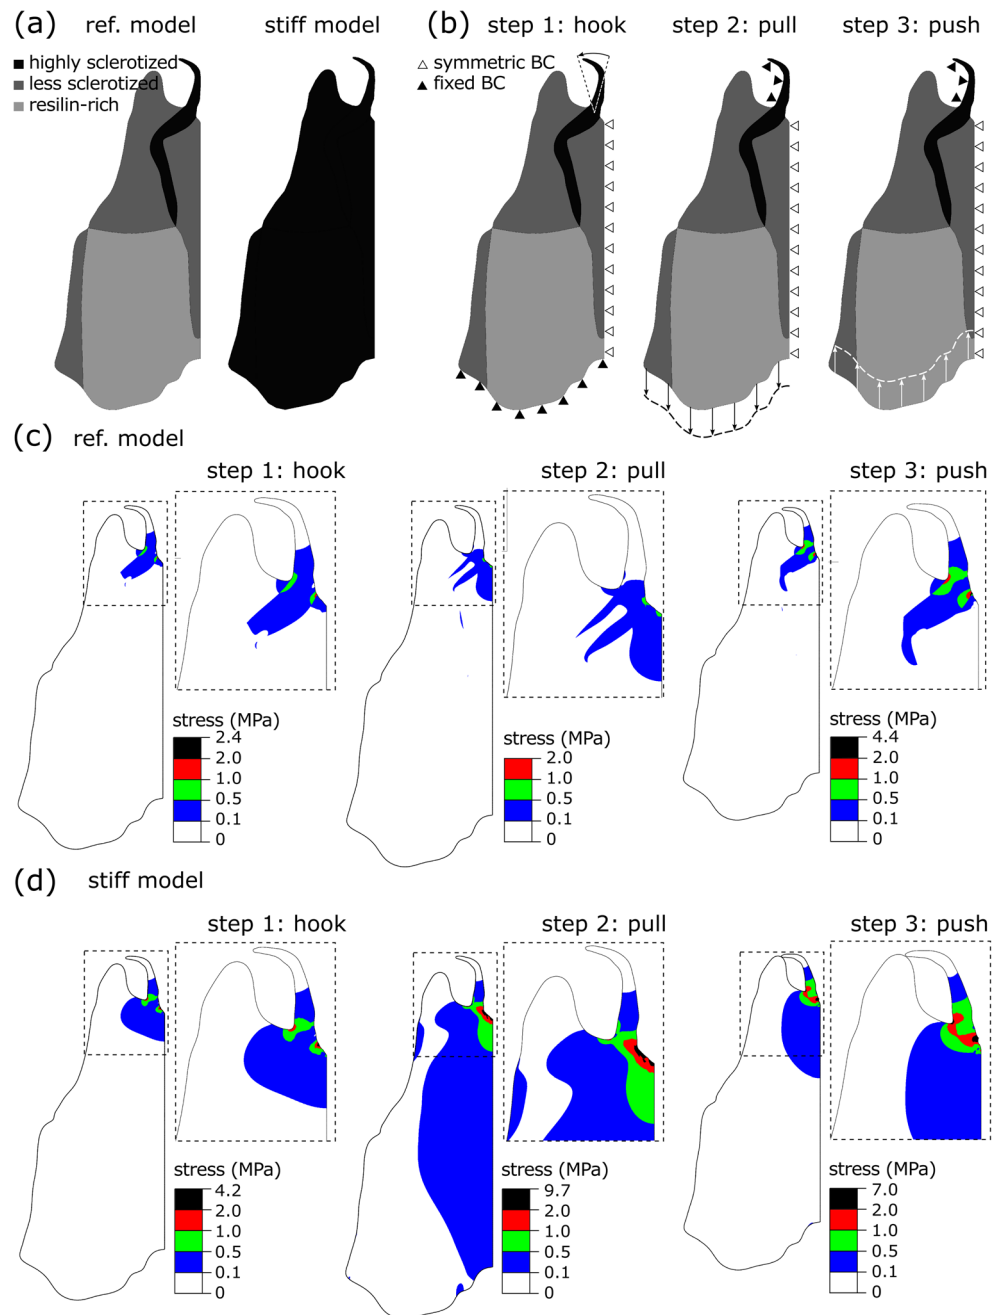 (a) ref. model stiff model
highly sclerotized
less sclerotized
resilin-rich
(b) step 1: hook step 2: pull step 3: push
symmetric BC
fixed BC
(c) ref. model
step 1: hook step 2: pull step 3: push
stress (MPa)
2.4
2.0
1.0
0.5
0.1
0
stress (MPa)
2.0
1.0
0.5
0.1
0
stress (MPa)
4.4
2.0
1.0
0.5
0.1
0
(d) stiff model
step 1: hook step 2: pull step 3: push
stress (MPa)
4.2
2.0
1.0
0.5
0.1
0
stress (MPa)
9.7
2.0
1.0
0.5
0.1
0
stress (MPa)
7.0
2.0
1.0
0.5
0.1
0